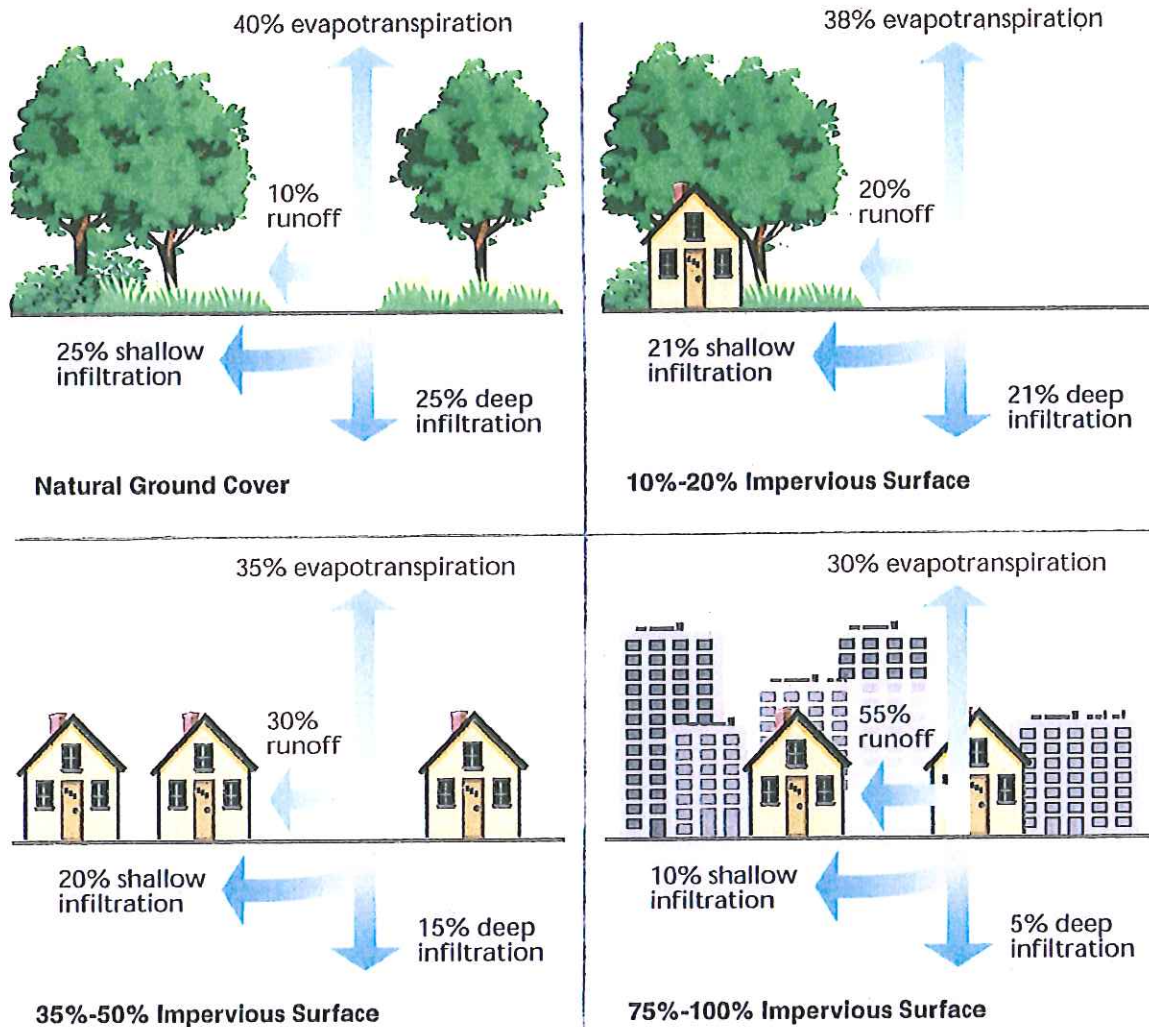 40% evapotranspiration
10%
runoff
25% shallow
infiltration
25% deep
infiltration
Natural Ground Cover
38% evapotranspiration
20%
runoff
21% shallow
infiltration
21% deep
infiltration
10%-20% Impervious Surface
35% evapotranspiration
30%
runoff
20% shallow
infiltration
15% deep
infiltration
35%-50% Impervious Surface
30% evapotranspiration
55%
runoff
10% shallow
infiltration
5% deep
infiltration
75%-100% Impervious Surface